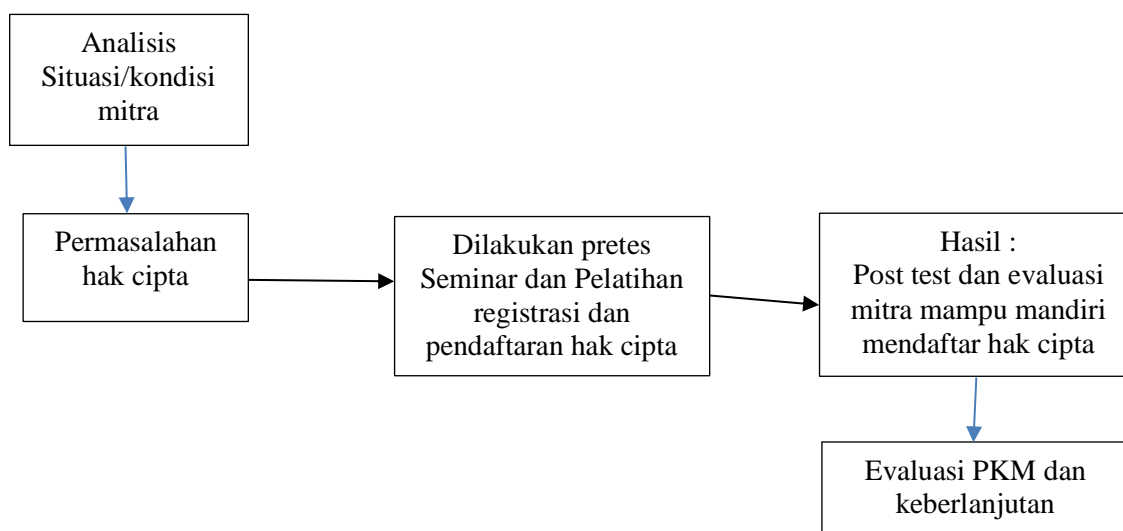 Analisis
Situasi/kondisi
mitra
Permasalahan
hak cipta
Dilakukan pretes
Seminar dan Pelatihan
registrasi dan
pendaftaran hak cipta
Hasil :
Post test dan evaluasi
mitra mampu mandiri
mendaftar hak cipta
Evaluasi PKM dan
keberlanjutan